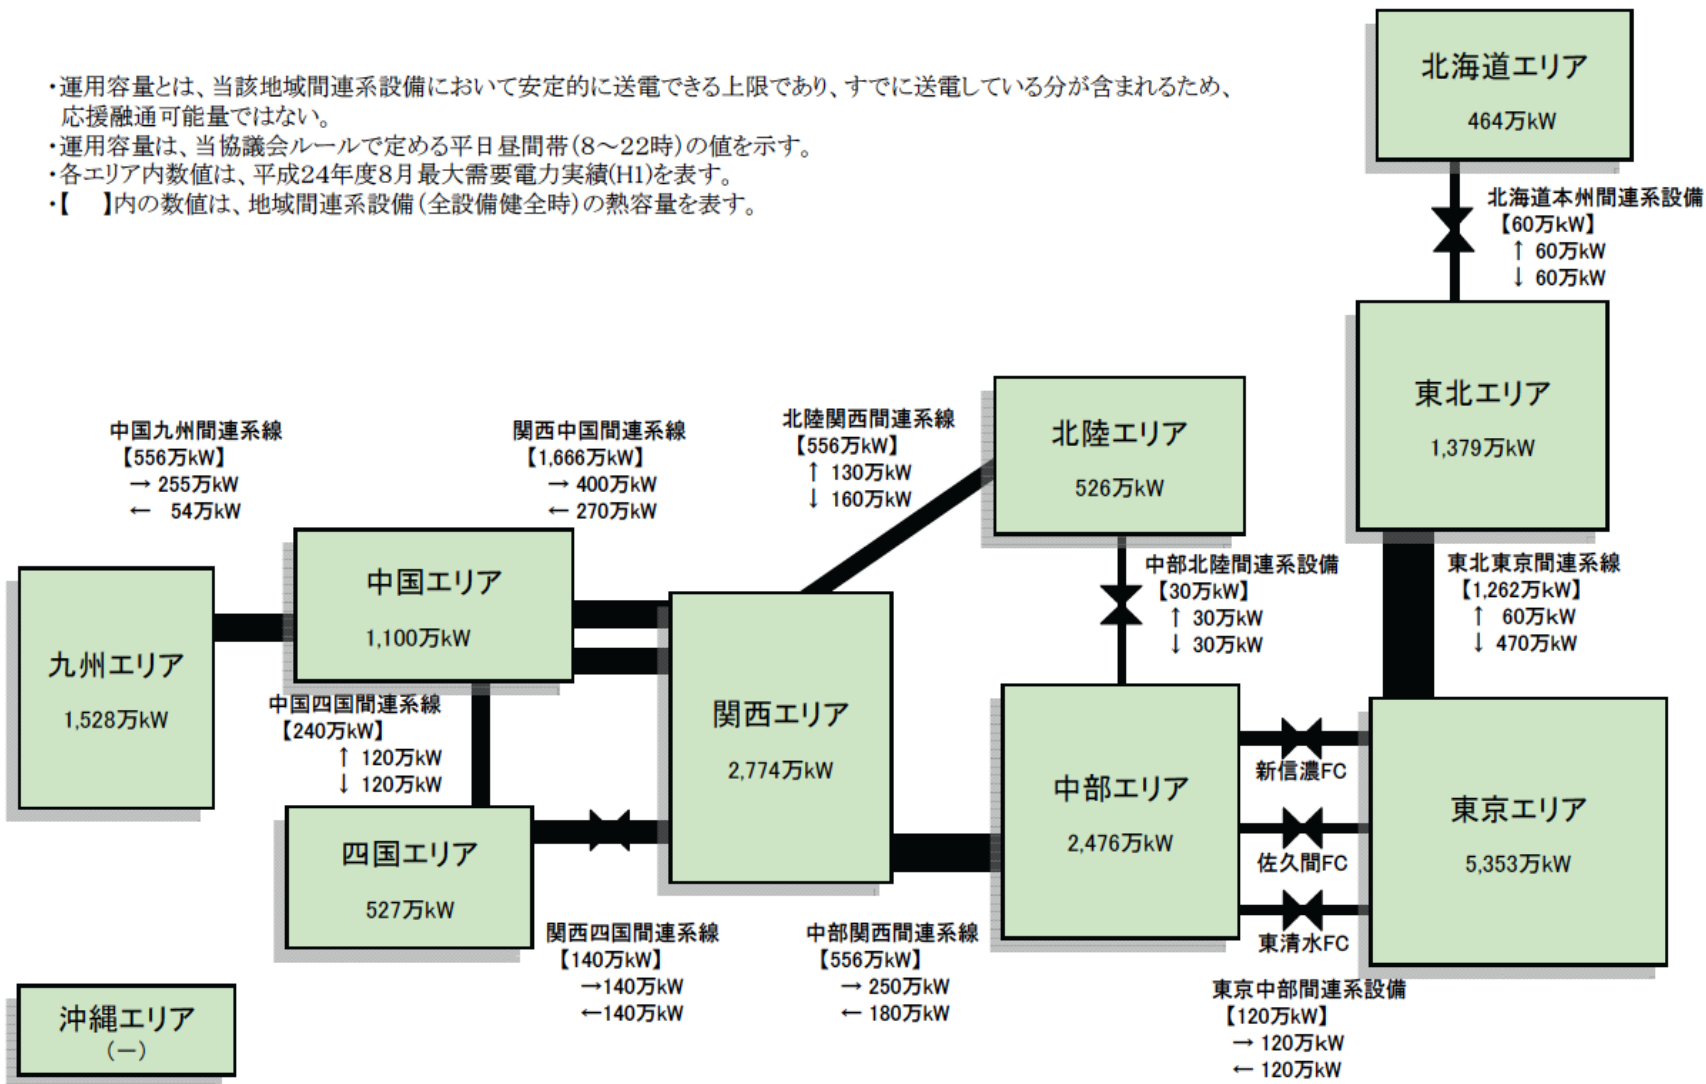 ・運用容量とは、当該地域間連系設備において安定的に送電できる上限であり、すでに送電している分が含まれるため、
応援融通可能量ではない。
・運用容量は、当協議会ルールで定める平日昼間帯(8～22時)の値を示す。
・各エリア内数値は、平成24年度8月最大需要電力実績(H1)を表す。
・【　】内の数値は、地域間連系設備(全設備健全時)の熱容量を表す。
北海道エリア
464万kW
北海道本州間連系設備
【60万kW】
↑ 60万kW
↓ 60万kW
東北エリア
1,379万kW
北陸エリア
526万kW
北陸関西間連系線
【556万kW】
↑ 130万kW
↓ 160万kW
関西中国間連系線
【1,666万kW】
→ 400万kW
← 270万kW
中国九州間連系線
【556万kW】
→ 255万kW
← 54万kW
中国エリア
1,100万kW
九州エリア
1,528万kW
中国四国間連系線
【240万kW】
↑ 120万kW
↓ 120万kW
関西エリア
2,774万kW
中部北陸間連系設備
【30万kW】
↑ 30万kW
↓ 30万kW
東北東京間連系線
【1,262万kW】
↑ 60万kW
↓ 470万kW
中部エリア
2,476万kW
新信濃FC
佐久間FC
東清水FC
東京エリア
5,353万kW
四国エリア
527万kW
関西四国間連系線
【140万kW】
→140万kW
←140万kW
中部関西間連系線
【556万kW】
→ 250万kW
← 180万kW
東京中部間連系設備
【120万kW】
→ 120万kW
← 120万kW
沖縄エリア
(－)